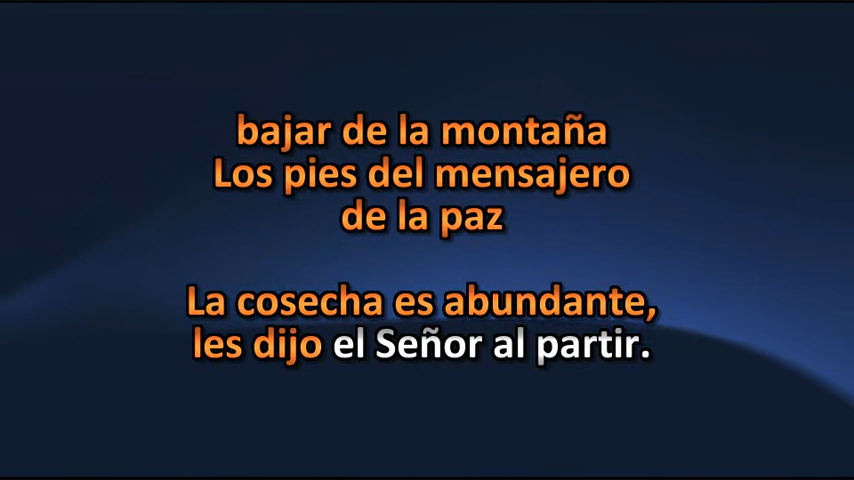 bajar de la montaña
Los pies del mensajero
de la paz
La cosecha es abundante,
les dijo el Señor al partir.